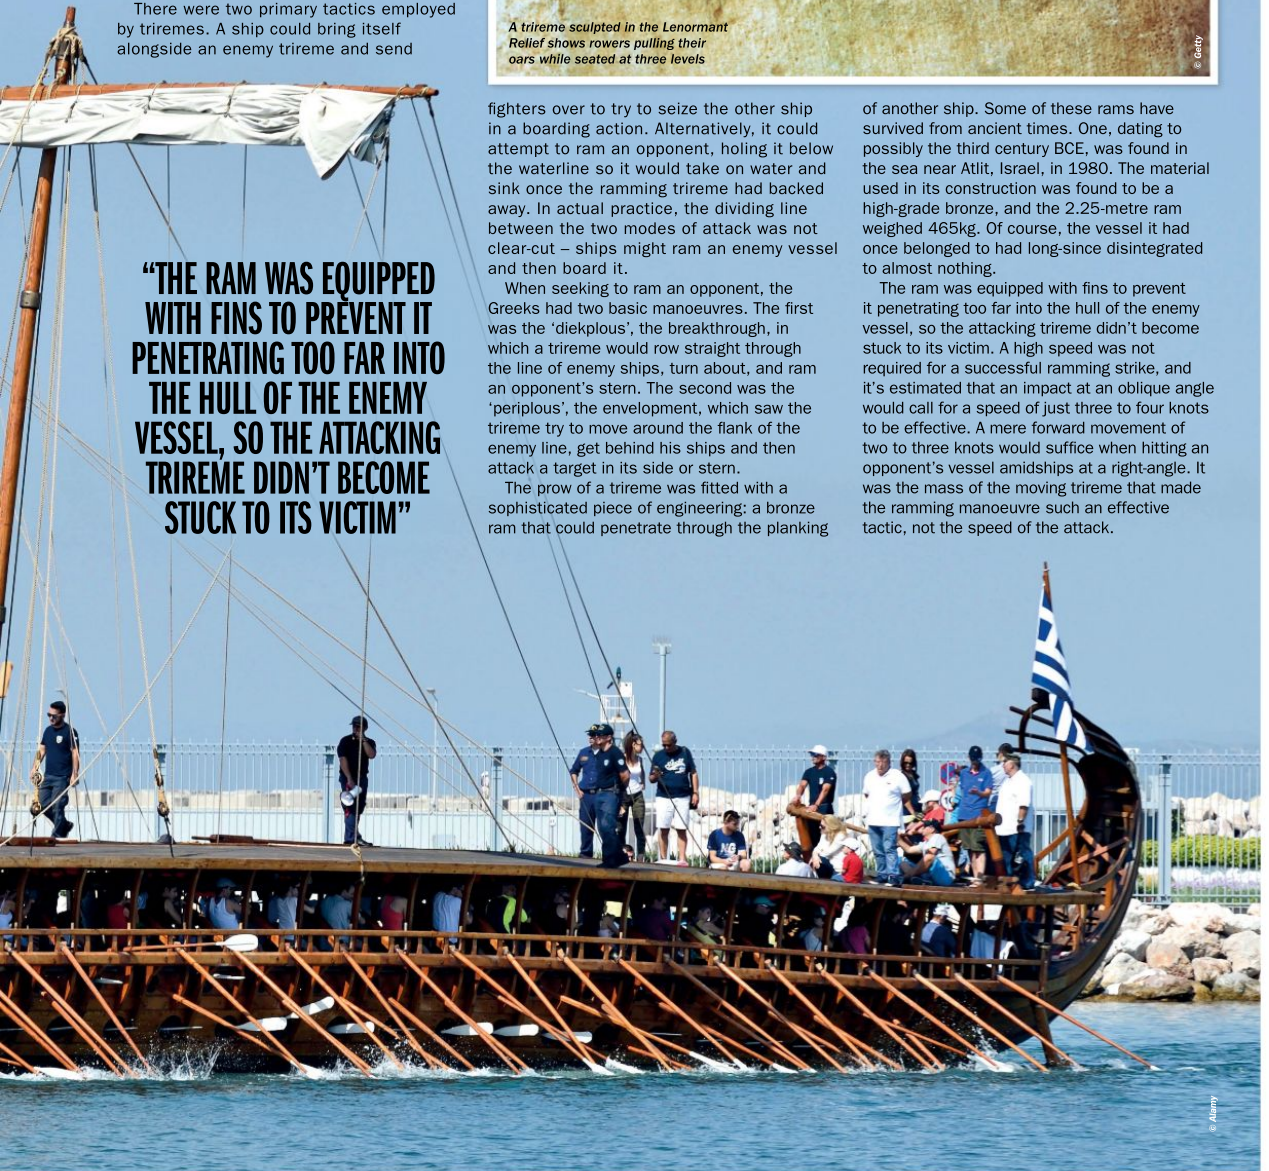 There were two primary tactics employed
by triremes. A ship could bring itself
alongside an enemy trireme and send
A trireme sculpted in the Lenormant
Relief shows rowers pulling their
oars while seated at three levels
© Getty
“THE RAM WAS EQUIPPED
WITH FINS TO PREVENT IT
PENETRATING TOO FAR INTO
THE HULL OF THE ENEMY
VESSEL, SO THE ATTACKING
TRIREME DIDN’T BECOME
STUCK TO ITS VICTIM”
fighters over to try to seize the other ship
in a boarding action. Alternatively, it could
attempt to ram an opponent, holing it below
the waterline so it would take on water and
sink once the ramming trireme had backed
away. In actual practice, the dividing line
between the two modes of attack was not
clear-cut – ships might ram an enemy vessel
and then board it.
When seeking to ram an opponent, the
Greeks had two basic manoeuvres. The first
was the ‘diekplous’, the breakthrough, in
which a trireme would row straight through
the line of enemy ships, turn about, and ram
an opponent’s stern. The second was the
‘periplous’, the envelopment, which saw the
trireme try to move around the flank of the
enemy line, get behind his ships and then
attack a target in its side or stern.
The prow of a trireme was fitted with a
sophisticated piece of engineering: a bronze
ram that could penetrate through the planking
of another ship. Some of these rams have
survived from ancient times. One, dating to
possibly the third century BCE, was found in
the sea near Atlit, Israel, in 1980. The material
used in its construction was found to be a
high-grade bronze, and the 2.25-metre ram
weighed 465kg. Of course, the vessel it had
once belonged to had long-since disintegrated
to almost nothing.
The ram was equipped with fins to prevent
it penetrating too far into the hull of the enemy
vessel, so the attacking trireme didn’t become
stuck to its victim. A high speed was not
required for a successful ramming strike, and
it’s estimated that an impact at an oblique angle
would call for a speed of just three to four knots
to be effective. A mere forward movement of
two to three knots would suffice when hitting an
opponent’s vessel amidships at a right-angle. It
was the mass of the moving trireme that made
the ramming manoeuvre such an effective
tactic, not the speed of the attack.
© Alamy